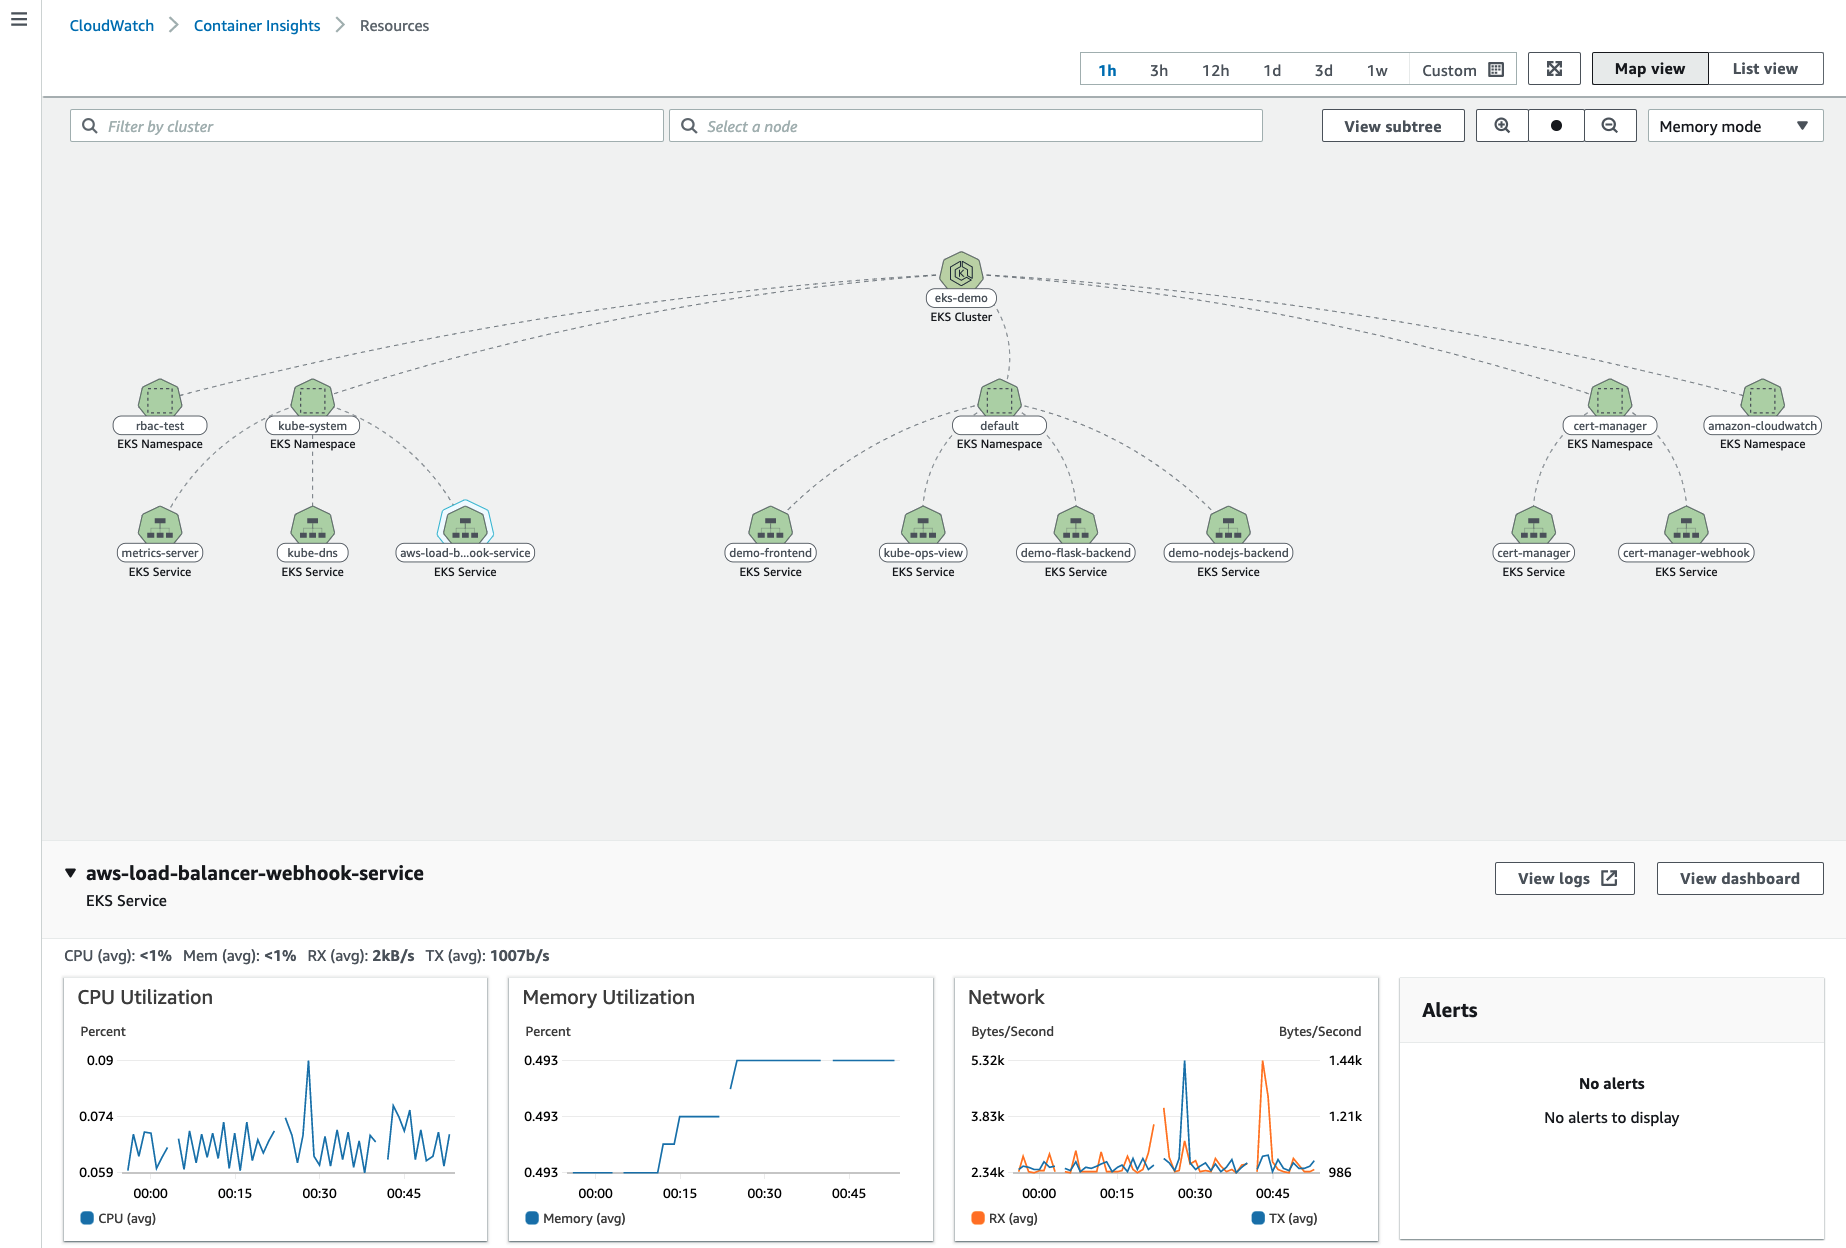 CloudWatch > Container Insights > Resources
1h 3h 12h 1d 3d 1w Custom
Map view List view
Filter by cluster
Select a node
View subtree
Memory mode
eks-demo
EKS Cluster
rbac-test
EKS Namespace
kube-system
EKS Namespace
default
EKS Namespace
cert-manager
EKS Namespace
amazon-cloudwatch
EKS Namespace
metrics-server
EKS Service
kube-dns
EKS Service
aws-load-b...ook-service
EKS Service
demo-frontend
EKS Service
kube-ops-view
EKS Service
demo-flask-backend
EKS Service
demo-nodejs-backend
EKS Service
cert-manager
EKS Service
cert-manager-webhook
EKS Service
aws-load-balancer-webhook-service
EKS Service
View logs
View dashboard
CPU (avg): <1% Mem (avg): <1% RX (avg): 2kB/s TX (avg): 1007b/s
CPU Utilization
Percent
0.09
0.074
0.059
00:00 00:15 00:30 00:45
CPU (avg)
Memory Utilization
Percent
0.493
0.493
0.493
00:00 00:15 00:30 00:45
Memory (avg)
Network
Bytes/Second Bytes/Second
5.32k 1.44k
3.83k 1.21k
2.34k 986
00:00 00:15 00:30 00:45
RX (avg) TX (avg)
Alerts
No alerts
No alerts to display